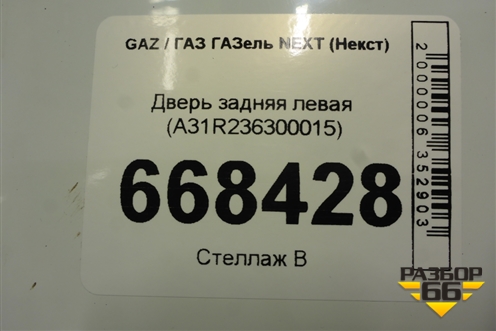 GAZ / ГАЗ ГАЗель NEXT (Некст)
Дверь задняя левая
(A31R236300015)
668428
Стеллаж В
2000006352903
РАЗБОР
66